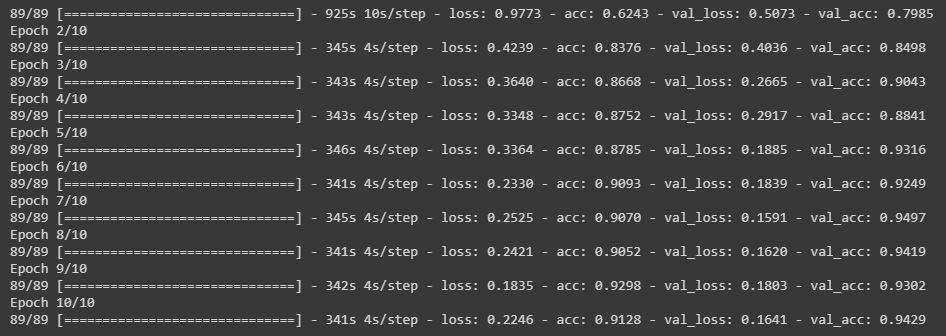 89/89 [==============================] - 925s 10s/step - loss: 0.9773 - acc: 0.6243 - val_loss: 0.5073 - val_acc: 0.7985
Epoch 2/10
89/89 [==============================] - 345s 4s/step - loss: 0.4239 - acc: 0.8376 - val_loss: 0.4036 - val_acc: 0.8498
Epoch 3/10
89/89 [==============================] - 343s 4s/step - loss: 0.3640 - acc: 0.8668 - val_loss: 0.2665 - val_acc: 0.9043
Epoch 4/10
89/89 [==============================] - 343s 4s/step - loss: 0.3348 - acc: 0.8752 - val_loss: 0.2917 - val_acc: 0.8841
Epoch 5/10
89/89 [==============================] - 346s 4s/step - loss: 0.3364 - acc: 0.8785 - val_loss: 0.1885 - val_acc: 0.9316
Epoch 6/10
89/89 [==============================] - 341s 4s/step - loss: 0.2330 - acc: 0.9093 - val_loss: 0.1839 - val_acc: 0.9249
Epoch 7/10
89/89 [==============================] - 345s 4s/step - loss: 0.2525 - acc: 0.9070 - val_loss: 0.1591 - val_acc: 0.9497
Epoch 8/10
89/89 [==============================] - 341s 4s/step - loss: 0.2421 - acc: 0.9052 - val_loss: 0.1620 - val_acc: 0.9419
Epoch 9/10
89/89 [==============================] - 342s 4s/step - loss: 0.1835 - acc: 0.9298 - val_loss: 0.1803 - val_acc: 0.9302
Epoch 10/10
89/89 [==============================] - 341s 4s/step - loss: 0.2246 - acc: 0.9128 - val_loss: 0.1641 - val_acc: 0.9429